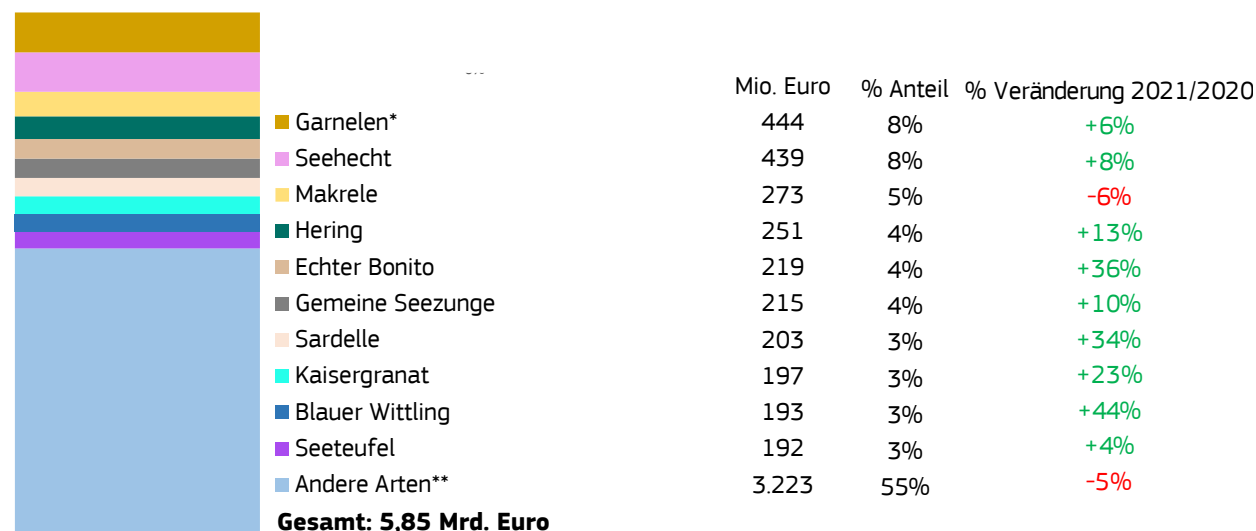 Mio. Euro % Anteil % Veränderung 2021/2020
Garnelen* 444 8% +6%
Seehecht 439 8% +8%
Makrele 273 5% -6%
Hering 251 4% +13%
Echter Bonito 219 4% +36%
Gemeine Seezunge 215 4% +10%
Sardelle 203 3% +34%
Kaisergranat 197 3% +23%
Blauer Wittling 193 3% +44%
Seeteufel 192 3% +4%
Andere Arten** 3.223 55% -5%
Gesamt: 5,85 Mrd. Euro